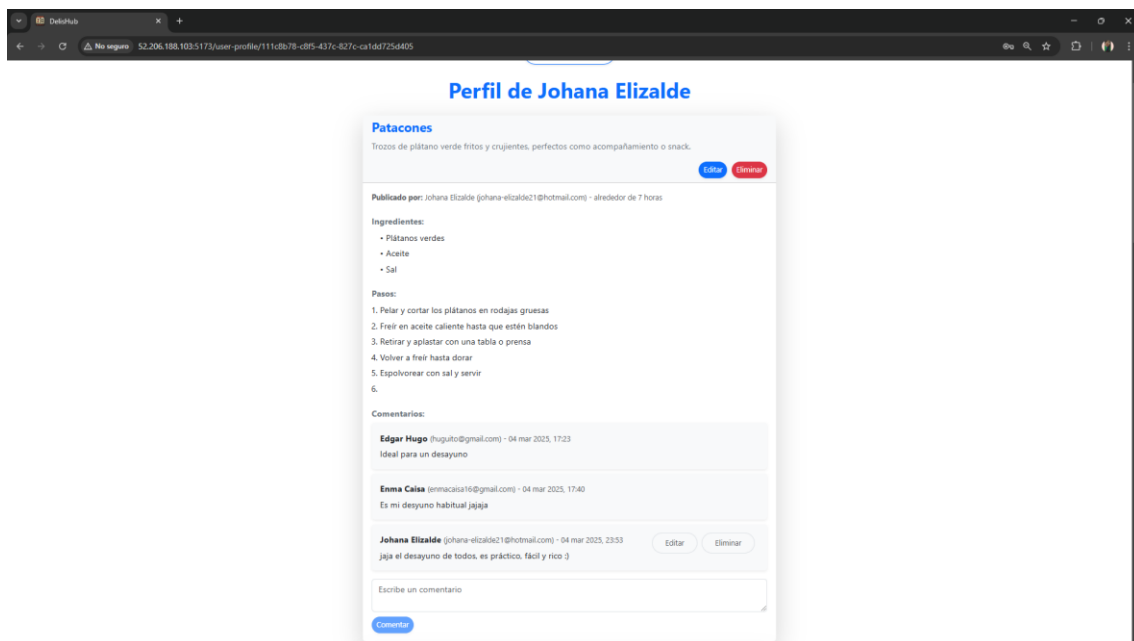 DelisHub
No seguro 52.206.188.103:5173/user-profile/111c8b78-c8f5-437c-827c-ca1dd725d405
Perfil de Johana Elizalde
Patacones
Trozos de plátano verde fritos y crujientes, perfectos como acompañamiento o snack.
Editar Eliminar
Publicado por: Johana Elizalde (johana-elizalde21@hotmail.com) - alrededor de 7 horas
Ingredientes:
• Plátanos verdes
• Aceite
• Sal
Pasos:
1. Pelar y cortar los plátanos en rodajas gruesas
2. Freír en aceite caliente hasta que estén blandos
3. Retirar y aplastar con una tabla o prensa
4. Volver a freír hasta dorar
5. Espolvorear con sal y servir
6.
Comentarios:
Edgar Hugo (huguito@gmail.com) - 04 mar 2025, 17:23
Ideal para un desayuno
Enma Caisa (enmacaisa16@gmail.com) - 04 mar 2025, 17:40
Es mi desyuno habitual jajaja
Johana Elizalde (johana-elizalde21@hotmail.com) - 04 mar 2025, 23:53 Editar Eliminar
jaja el desayuno de todos, es práctico, fácil y rico :)
Escribe un comentario
Comentar